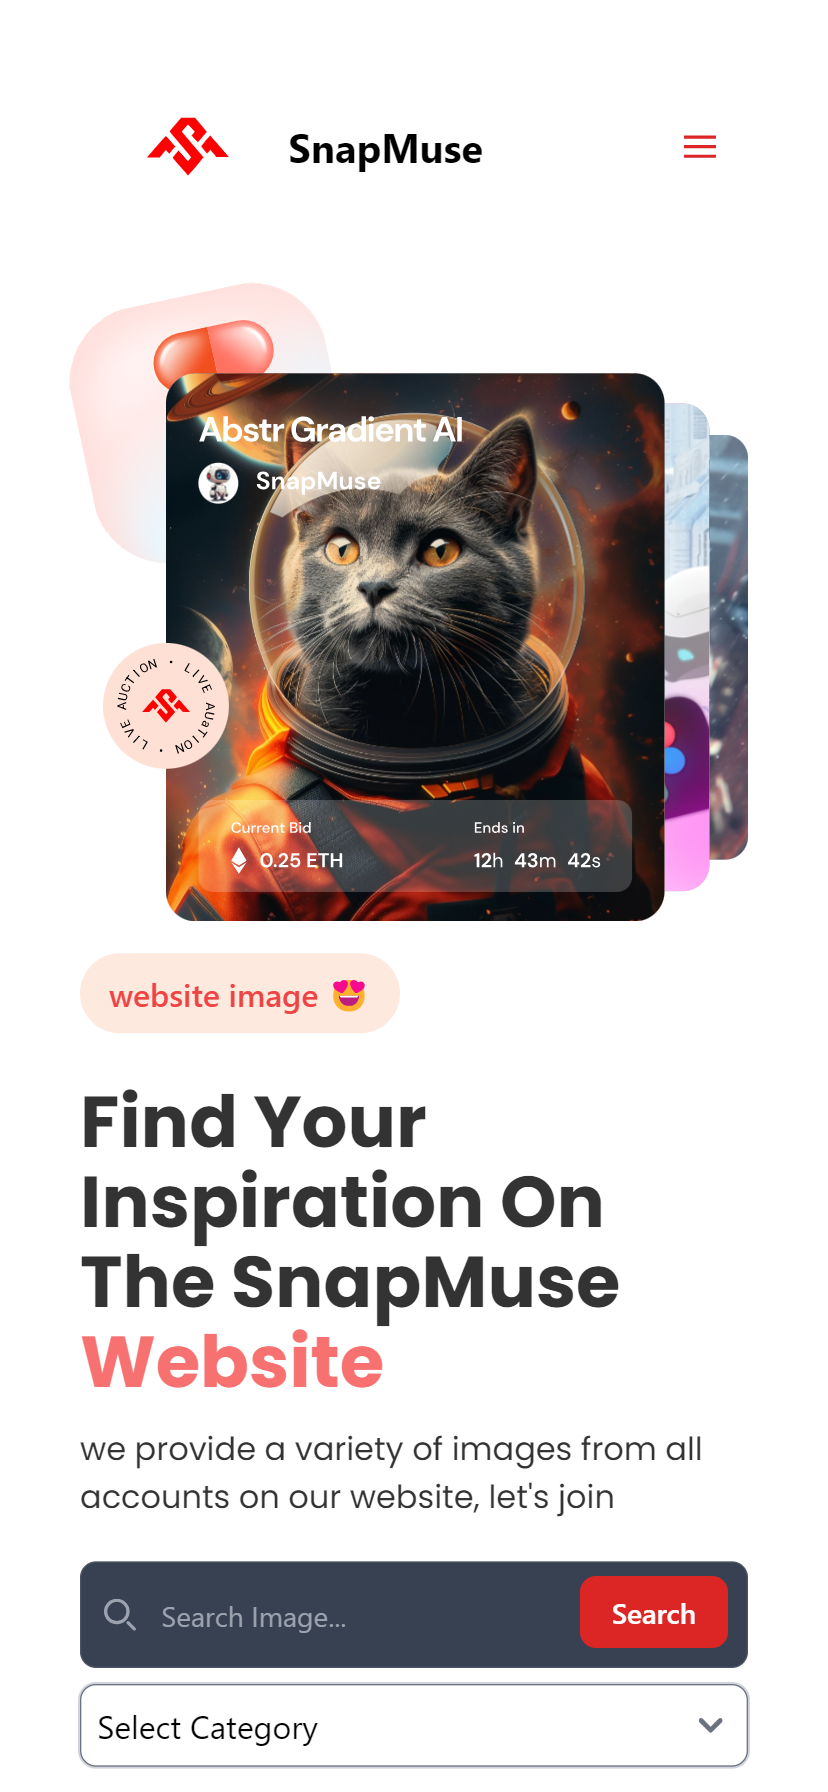 SnapMuse
Abstr Gradient AI
SnapMuse
LIVE AUCTION • LIVE AUaTION •
Current Bid
Ends in
0.25 ETH
12h 43m 42s
website image 😍
Find Your
Inspiration On
The SnapMuse
Website
we provide a variety of images from all
accounts on our website, let's join
Search Image...
Search
Select Category